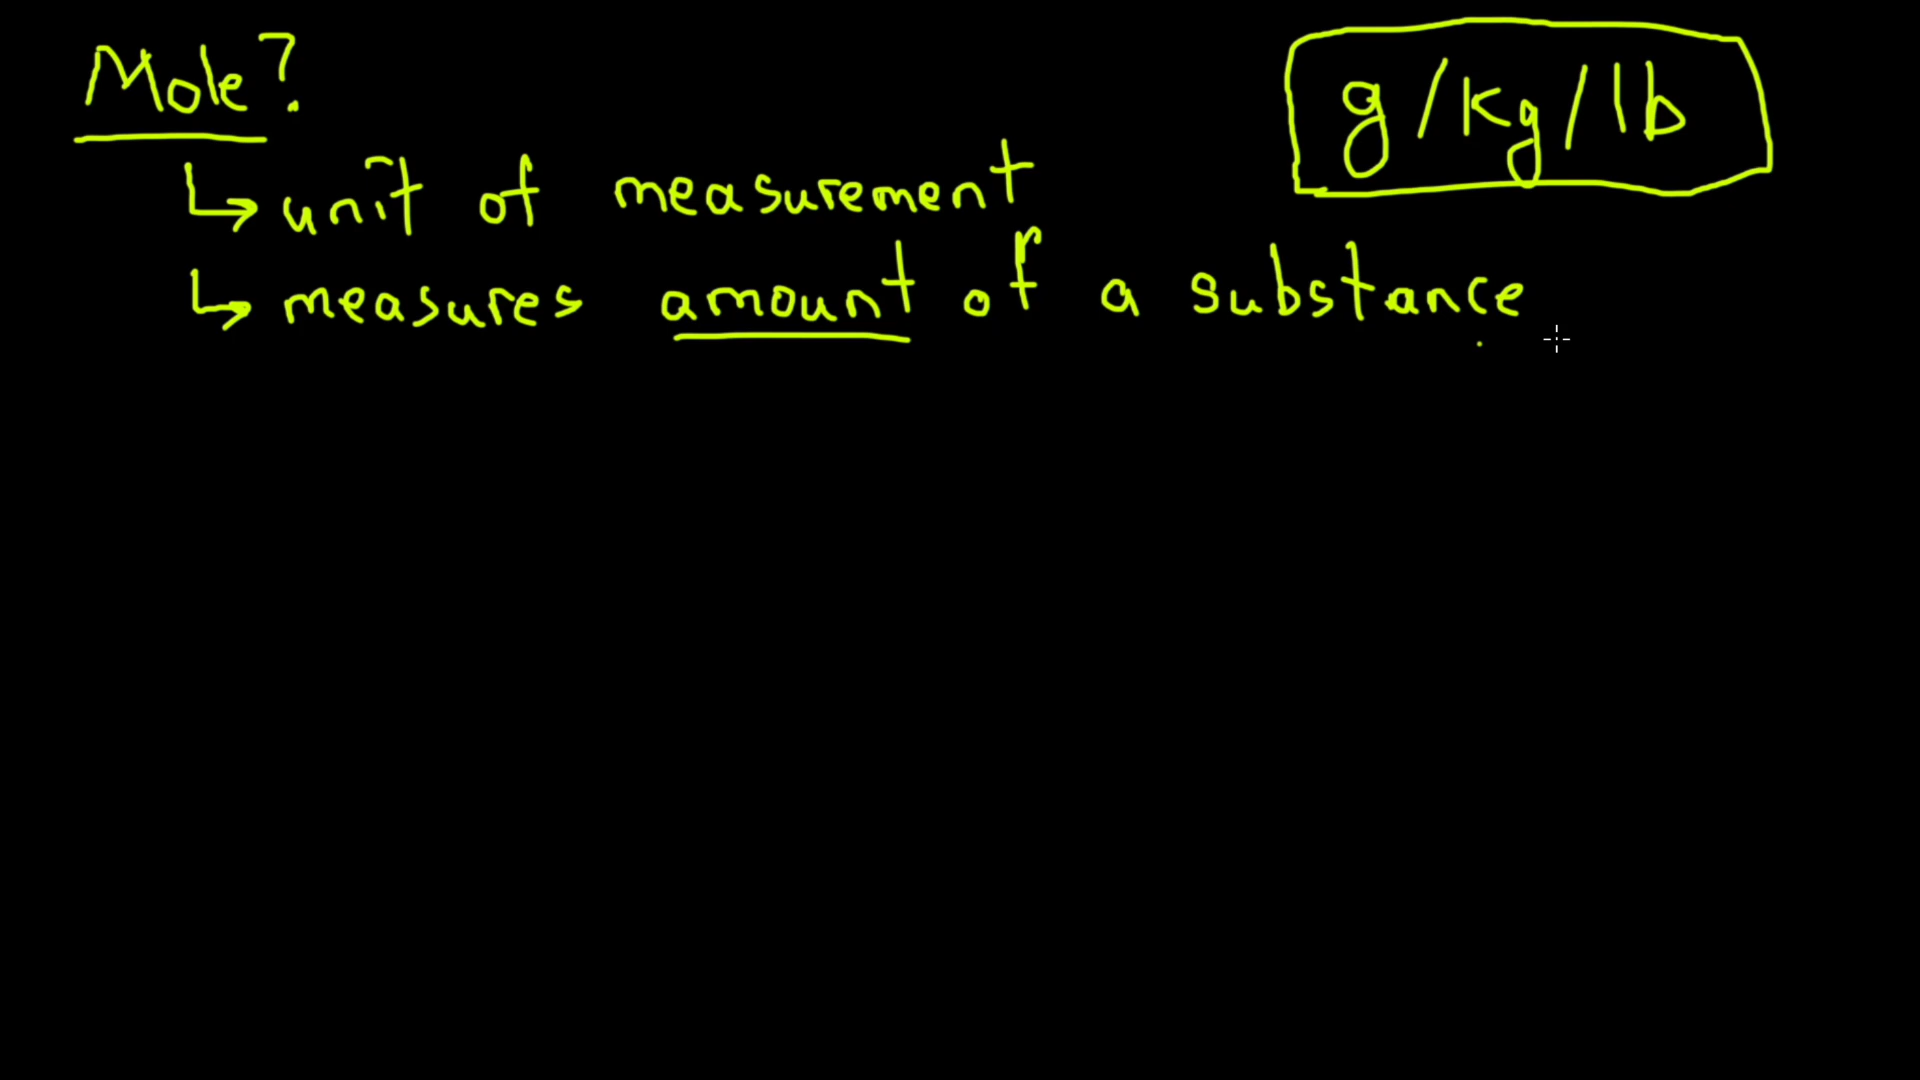 Mole?
g/kg/lb
↳ unit of measurement
↳ measures amount of a substance